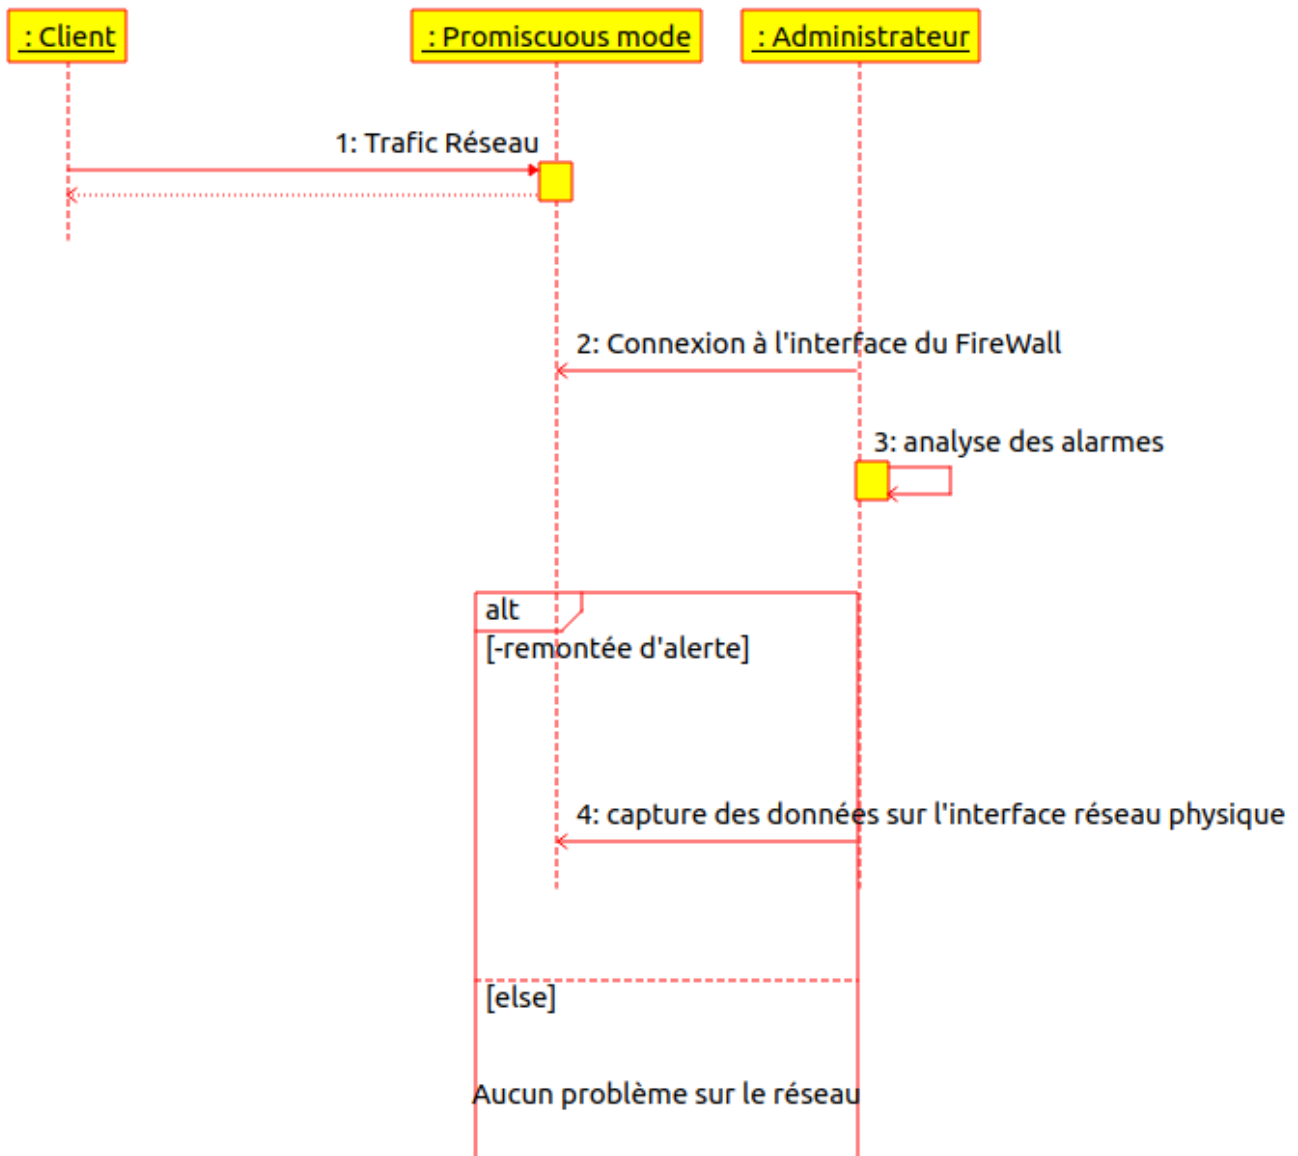 : Client
: Promiscuous mode
: Administrateur
1: Trafic Réseau
2: Connexion à l'interface du FireWall
3: analyse des alarmes
alt
[-remontée d'alerte]
4: capture des données sur l'interface réseau physique
[else]
Aucun problème sur le réseau